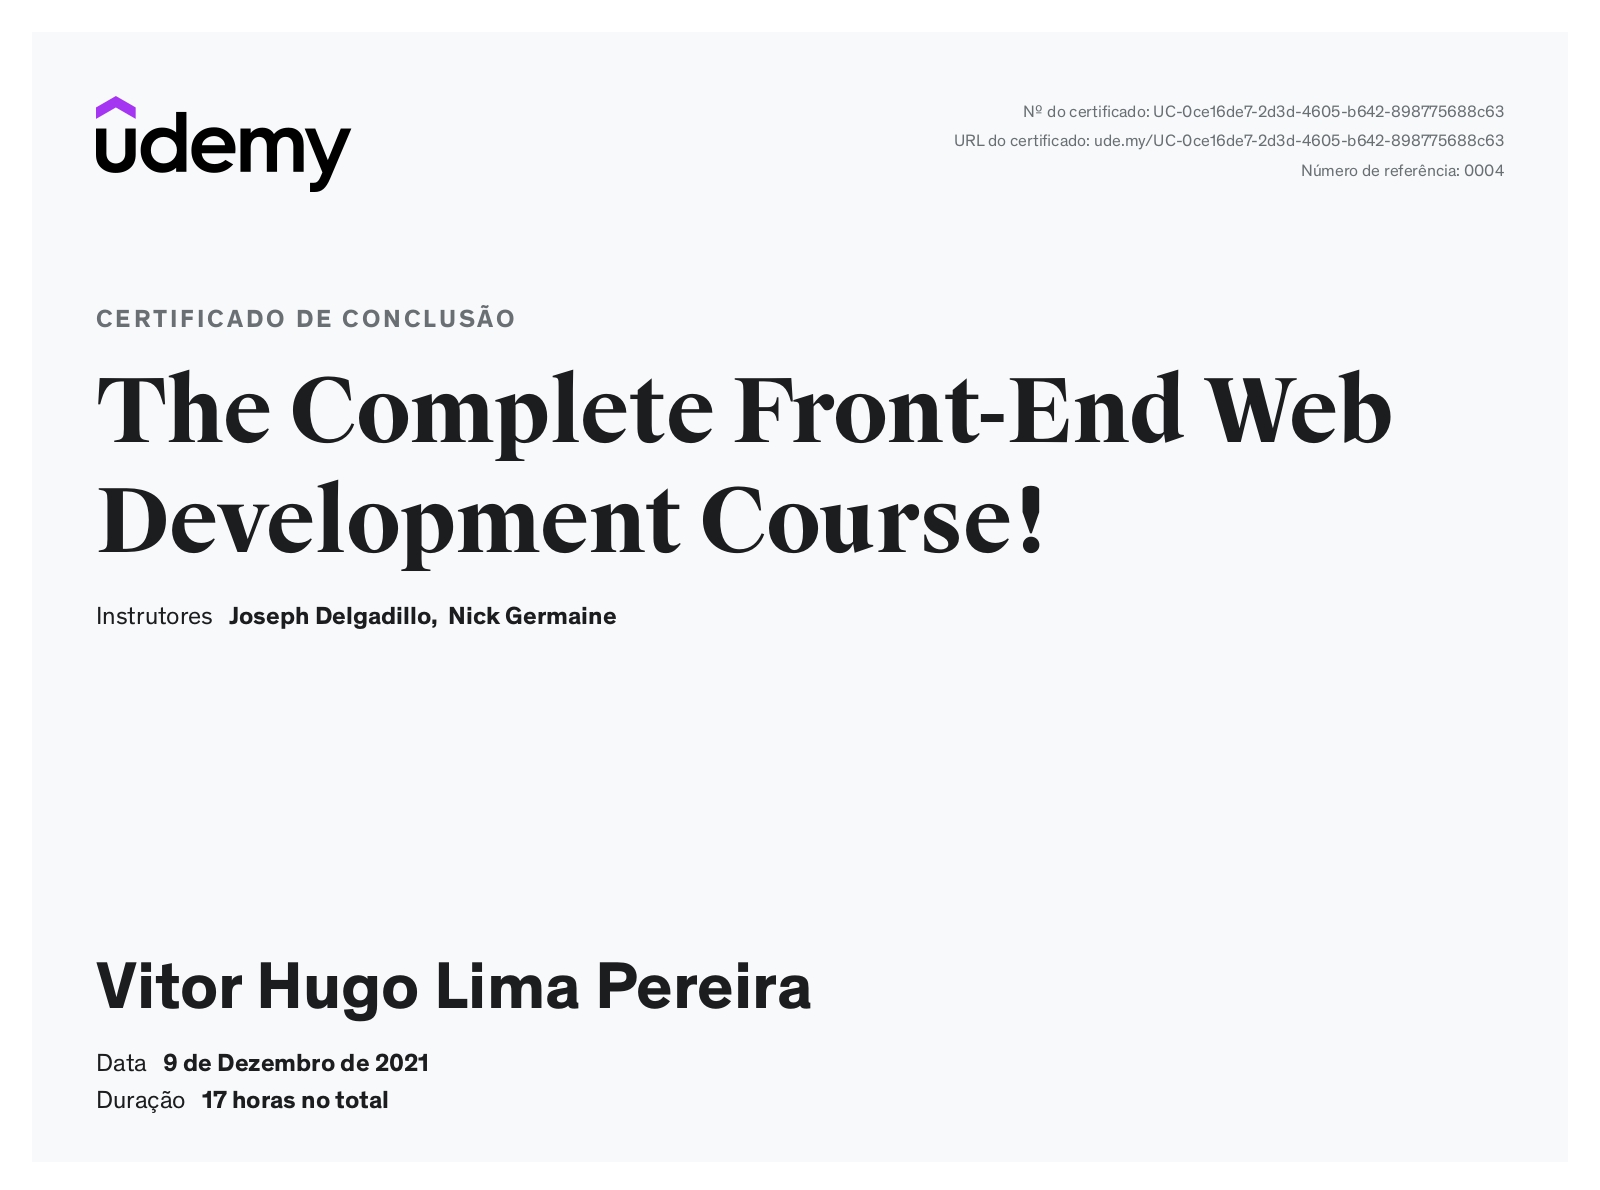 udemy
Nº do certificado: UC-0ce16de7-2d3d-4605-b642-898775688c63
URL do certificado: ude.my/UC-0ce16de7-2d3d-4605-b642-898775688c63
Número de referência: 0004
CERTIFICADO DE CONCLUSÃO
The Complete Front-End Web
Development Course!
Instrutores Joseph Delgadillo, Nick Germaine
Vitor Hugo Lima Pereira
Data 9 de Dezembro de 2021
Duração 17 horas no total